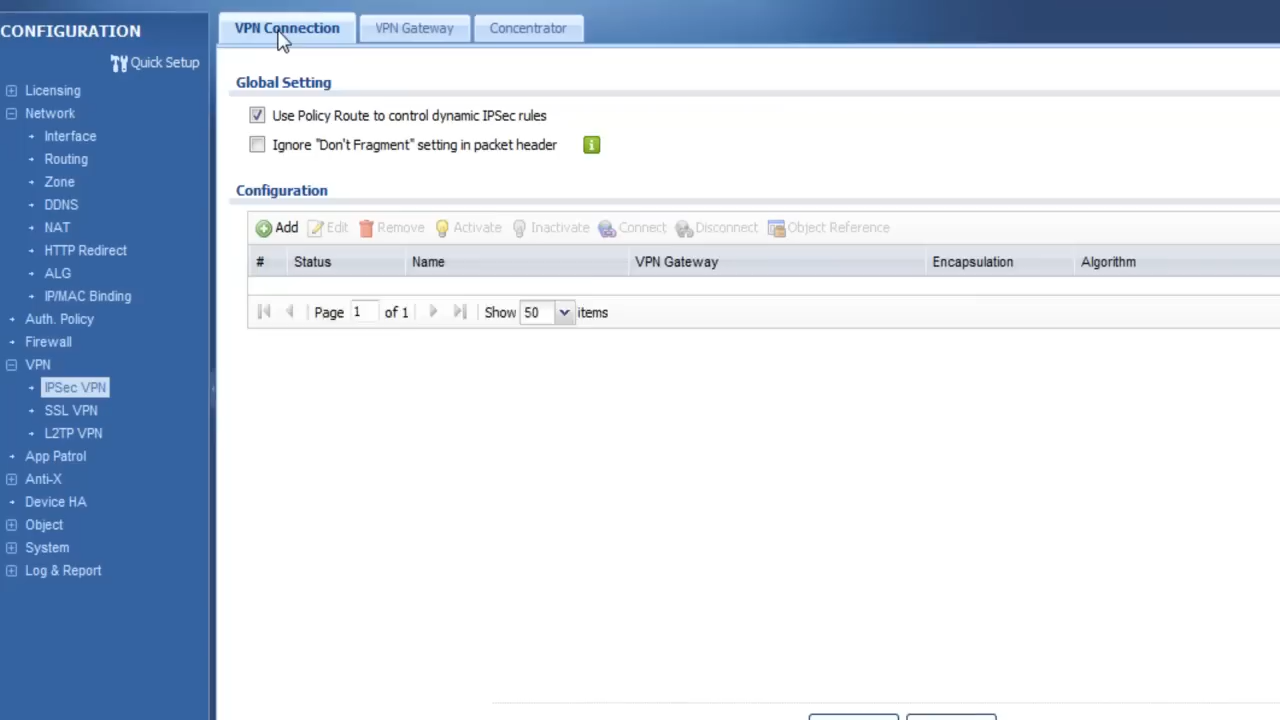 CONFIGURATION
Quick Setup
Licensing
Network
Interface
Routing
Zone
DDNS
NAT
HTTP Redirect
ALG
IP/MAC Binding
Auth. Policy
Firewall
VPN
IPSec VPN
SSL VPN
L2TP VPN
App Patrol
Anti-X
Device HA
Object
System
Log & Report
VPN Connection VPN Gateway Concentrator
Global Setting
Use Policy Route to control dynamic IPSec rules
Ignore "Don't Fragment" setting in packet header
Configuration
Add Edit Remove Activate Inactivate Connect Disconnect Object Reference
# Status Name VPN Gateway Encapsulation Algorithm
Page 1 of 1 Show 50 items